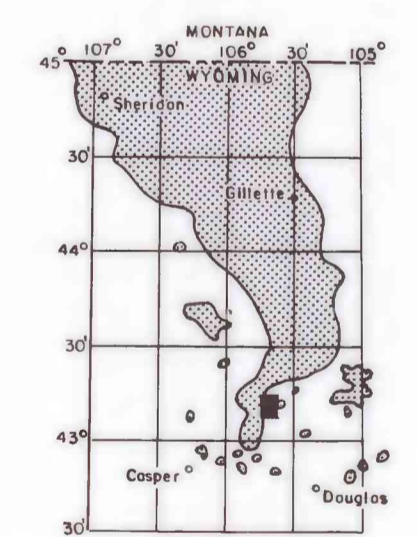 MONTANA
45° 107° 30' 106° 30' 105°
WYOMING
Sheridan
30'
Gillette
44°
30'
43°
Casper
Douglas
30'